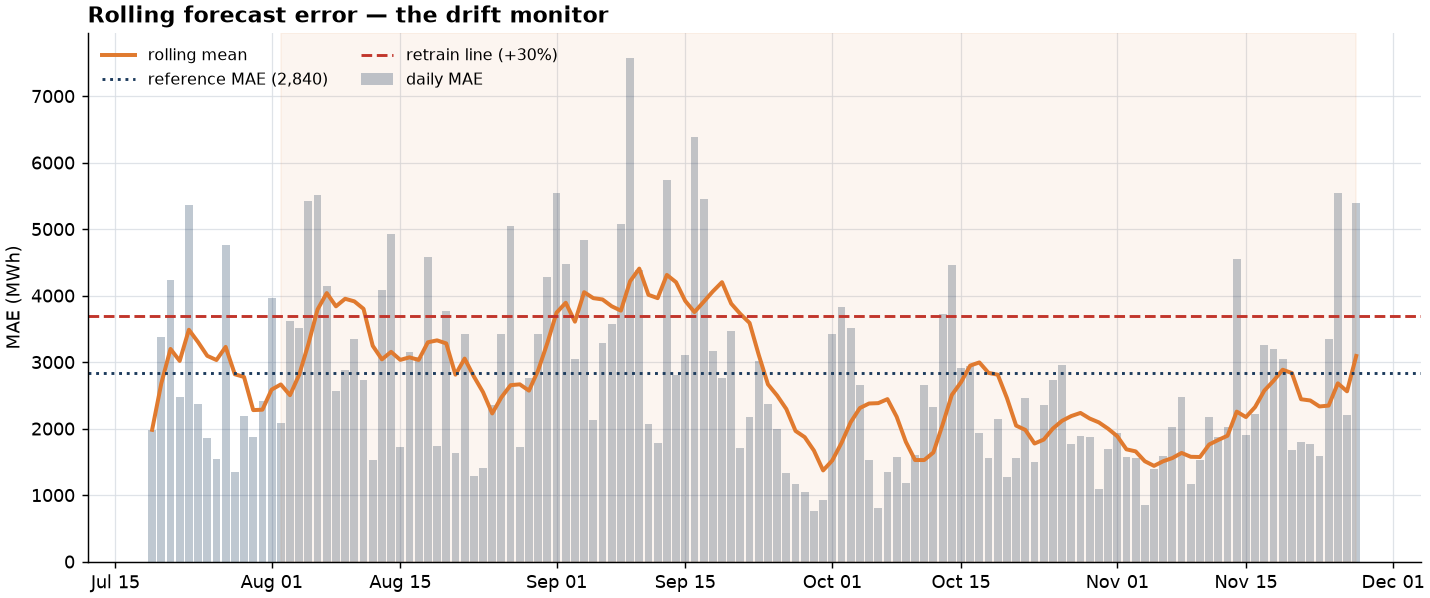 Rolling forecast error — the drift monitor
rolling mean
reference MAE (2,840)
retrain line (+30%)
daily MAE
MAE (MWh)
7000
6000
5000
4000
3000
2000
1000
0
Jul 15
Aug 01
Aug 15
Sep 01
Sep 15
Oct 01
Oct 15
Nov 01
Nov 15
Dec 01